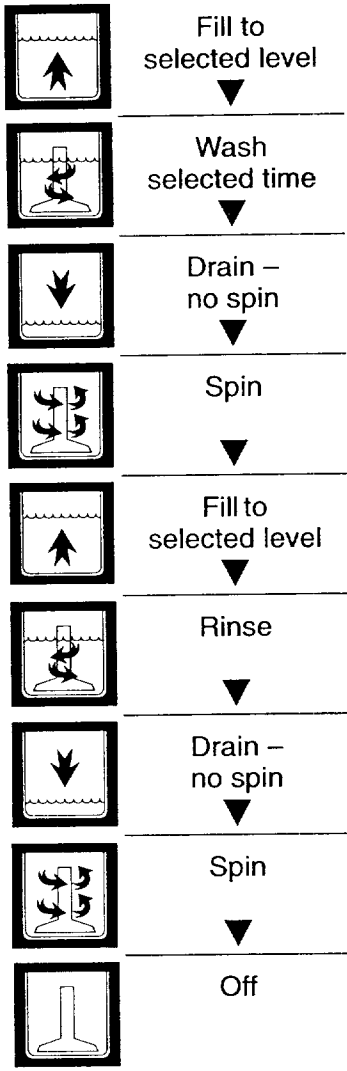 Fill to
selected level
Wash
selected time
Drain –
no spin
Spin
Fill to
selected level
Rinse
Drain –
no spin
Spin
Off